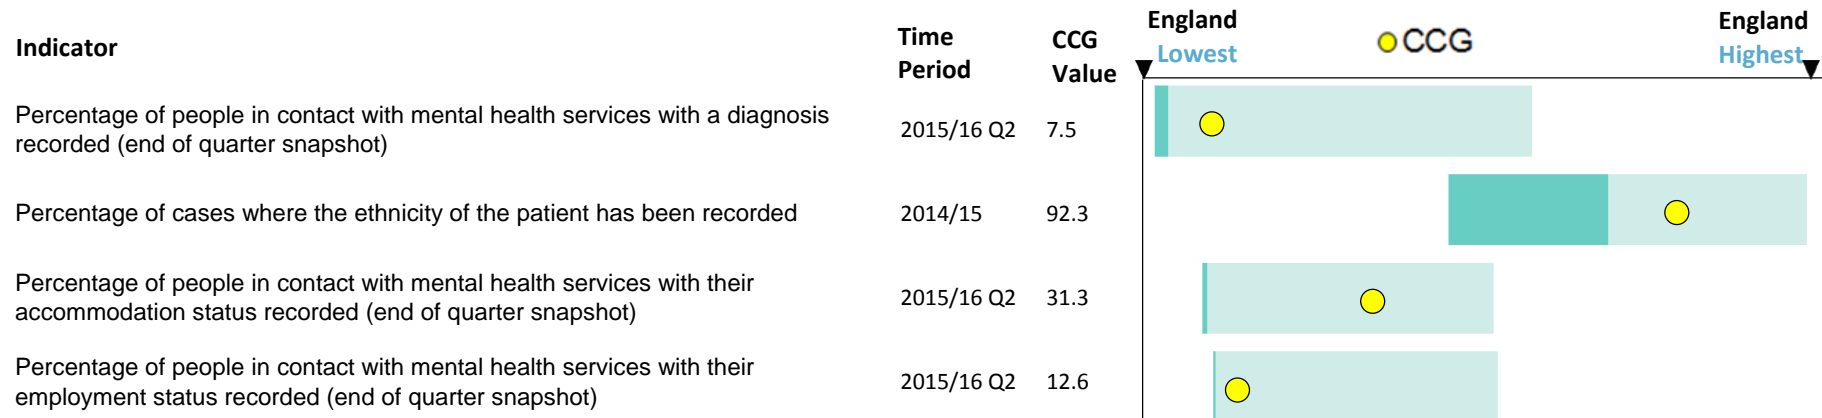 Indicator
Time Period
CCG Value
England Lowest
CCG
England Highest
Percentage of people in contact with mental health services with a diagnosis
recorded (end of quarter snapshot)
2015/16 Q2
7.5
Percentage of cases where the ethnicity of the patient has been recorded
2014/15
92.3
Percentage of people in contact with mental health services with their
accommodation status recorded (end of quarter snapshot)
2015/16 Q2
31.3
Percentage of people in contact with mental health services with their
employment status recorded (end of quarter snapshot)
2015/16 Q2
12.6